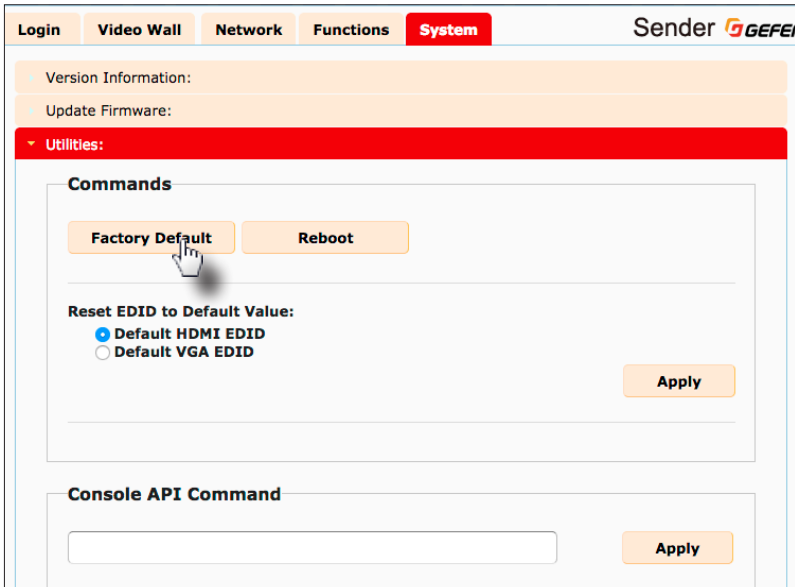 Login Video Wall Network Functions System Sender GEFEN
Version Information:
Update Firmware:
Utilities:
Commands
Factory Default Reboot
Reset EDID to Default Value:
Default HDMI EDID
Default VGA EDID
Apply
Console API Command
Apply